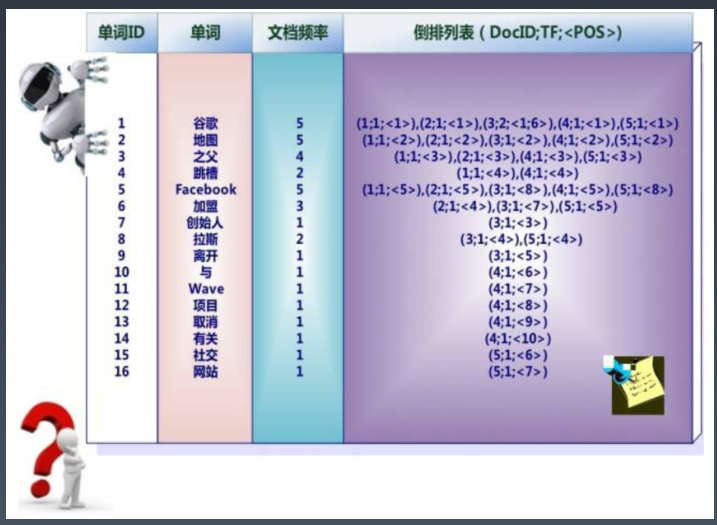 单词ID 单词 文档频率 倒排列表 ( DocID;TF;<POS>)
1 谷歌 5 (1;1;<1>),(2;1;<1>),(3;2;<1;6>),(4;1;<1>),(5;1;<1>)
2 地图 5 (1;1;<2>),(2;1;<2>),(3;1;<2>),(4;1;<2>),(5;1;<2>)
3 之父 4 (1;1;<3>),(2;1;<3>),(4;1;<3>),(5;1;<3>)
4 跳槽 2 (1;1;<4>),(4;1;<4>)
5 Facebook 5 (1;1;<5>),(2;1;<5>),(3;1;<8>),(4;1;<5>),(5;1;<8>)
6 加盟 3 (2;1;<4>),(3;1;<7>),(5;1;<5>)
7 创始人 1 (3;1;<3>)
8 拉斯 2 (3;1;<4>),(5;1;<4>)
9 离开 1 (3;1;<5>)
10 与 1 (4;1;<6>)
11 Wave 1 (4;1;<7>)
12 项目 1 (4;1;<8>)
13 取消 1 (4;1;<9>)
14 有关 1 (4;1;<10>)
15 社交 1 (5;1;<6>)
16 网站 1 (5;1;<7>)